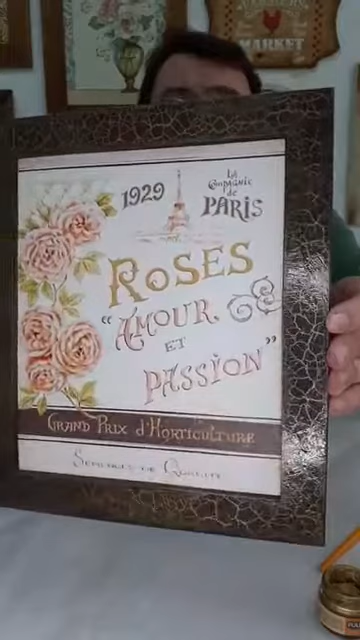 MARKET
1929
La
Compagnie
de
PARIS
ROSES
"AMOUR &
ET
PASSION"
GRAND PRIX d'HORTICULTURE